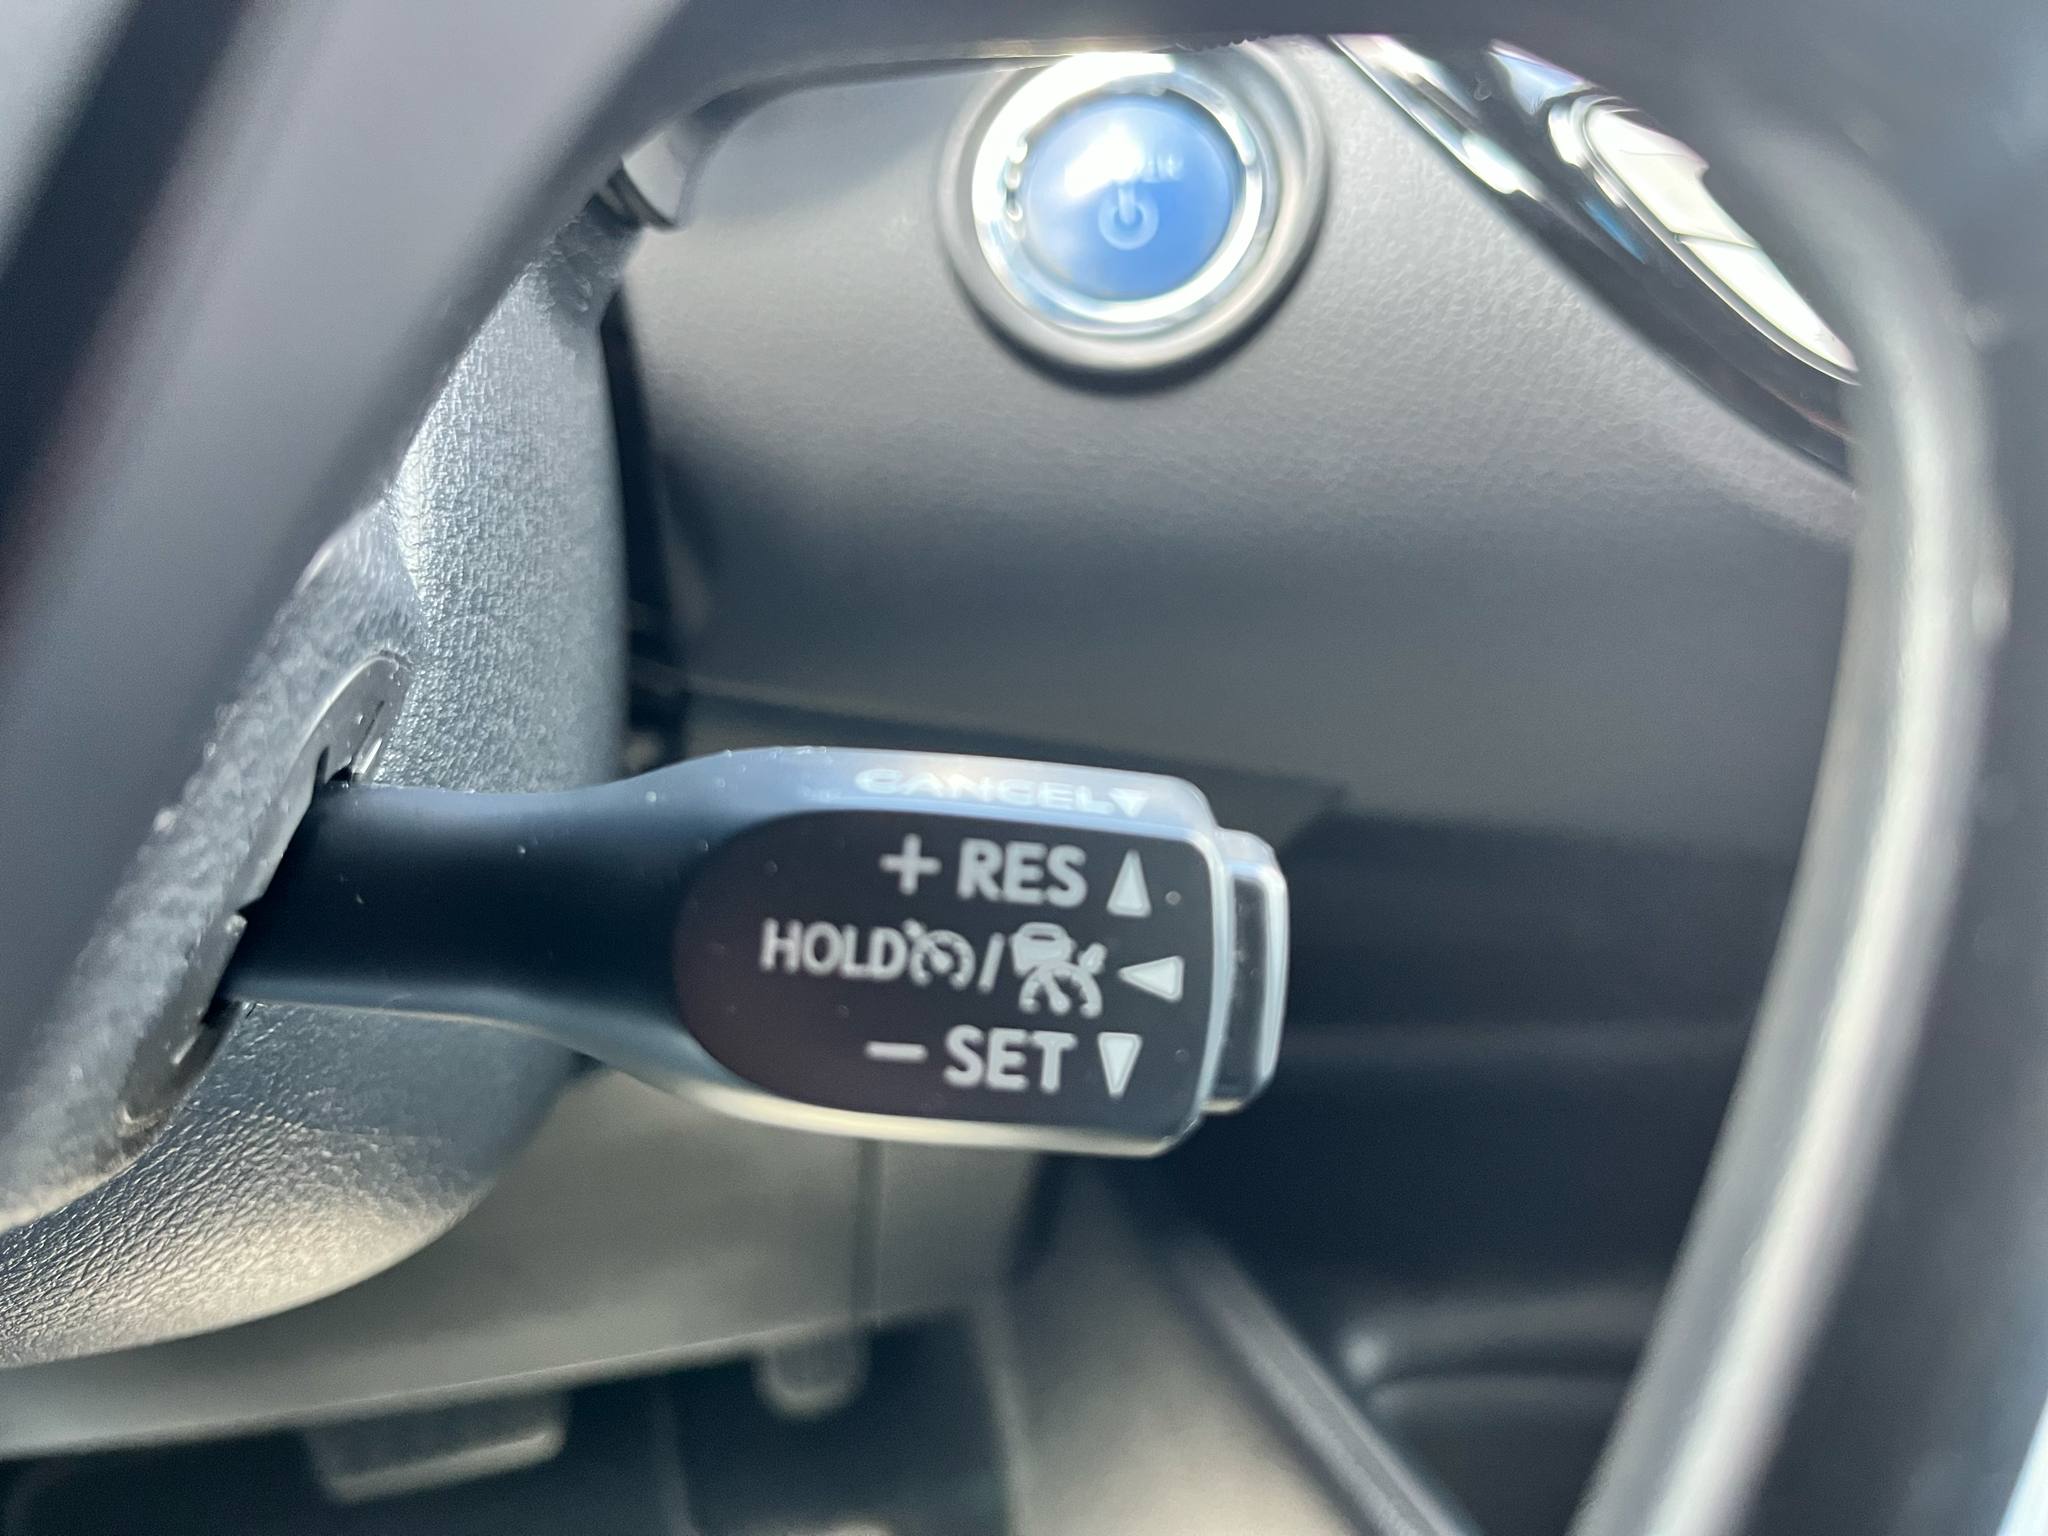 CANCEL▼
+ RES ▲
HOLD / ◀
− SET ▼